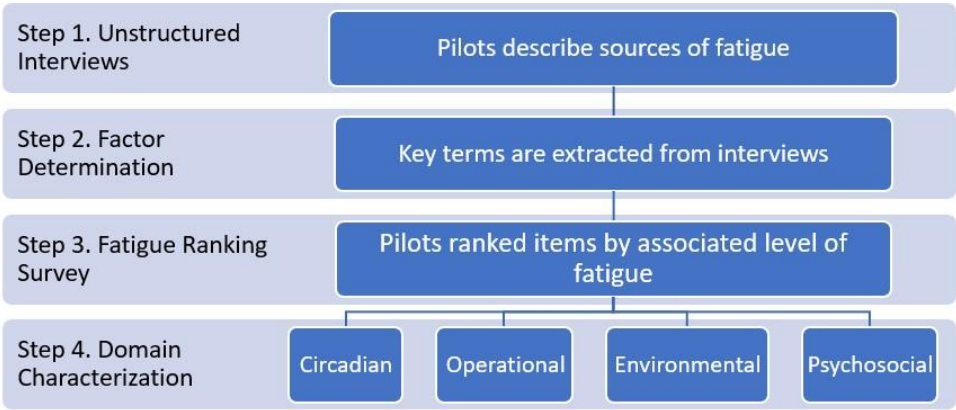 Step 1. Unstructured
Interviews
Pilots describe sources of fatigue
Step 2. Factor
Determination
Key terms are extracted from interviews
Step 3. Fatigue Ranking
Survey
Pilots ranked items by associated level of
fatigue
Step 4. Domain
Characterization
Circadian
Operational
Environmental
Psychosocial